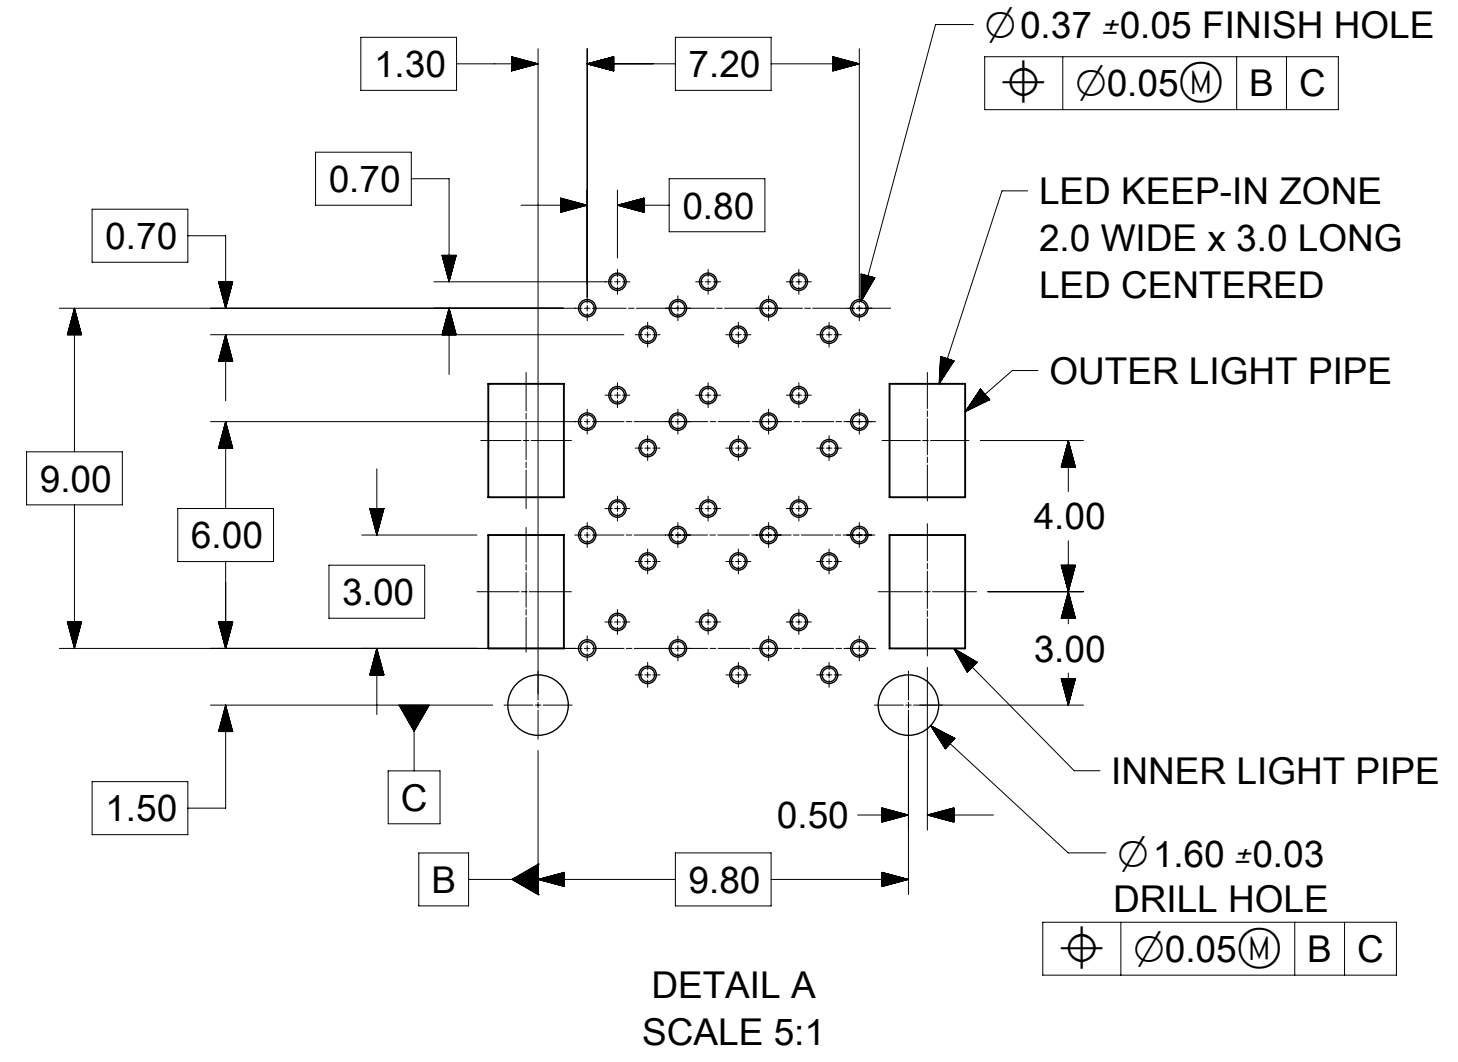 ⌀0.37 ±0.05 FINISH HOLE
⌖ ⌀0.05Ⓜ B C
1.30
7.20
0.70
0.80
0.70
LED KEEP-IN ZONE
2.0 WIDE x 3.0 LONG
LED CENTERED
OUTER LIGHT PIPE
9.00
6.00
4.00
3.00
3.00
1.50
C
INNER LIGHT PIPE
0.50
B
9.80
⌀1.60 ±0.03
DRILL HOLE
⌖ ⌀0.05Ⓜ B C
DETAIL A
SCALE 5:1